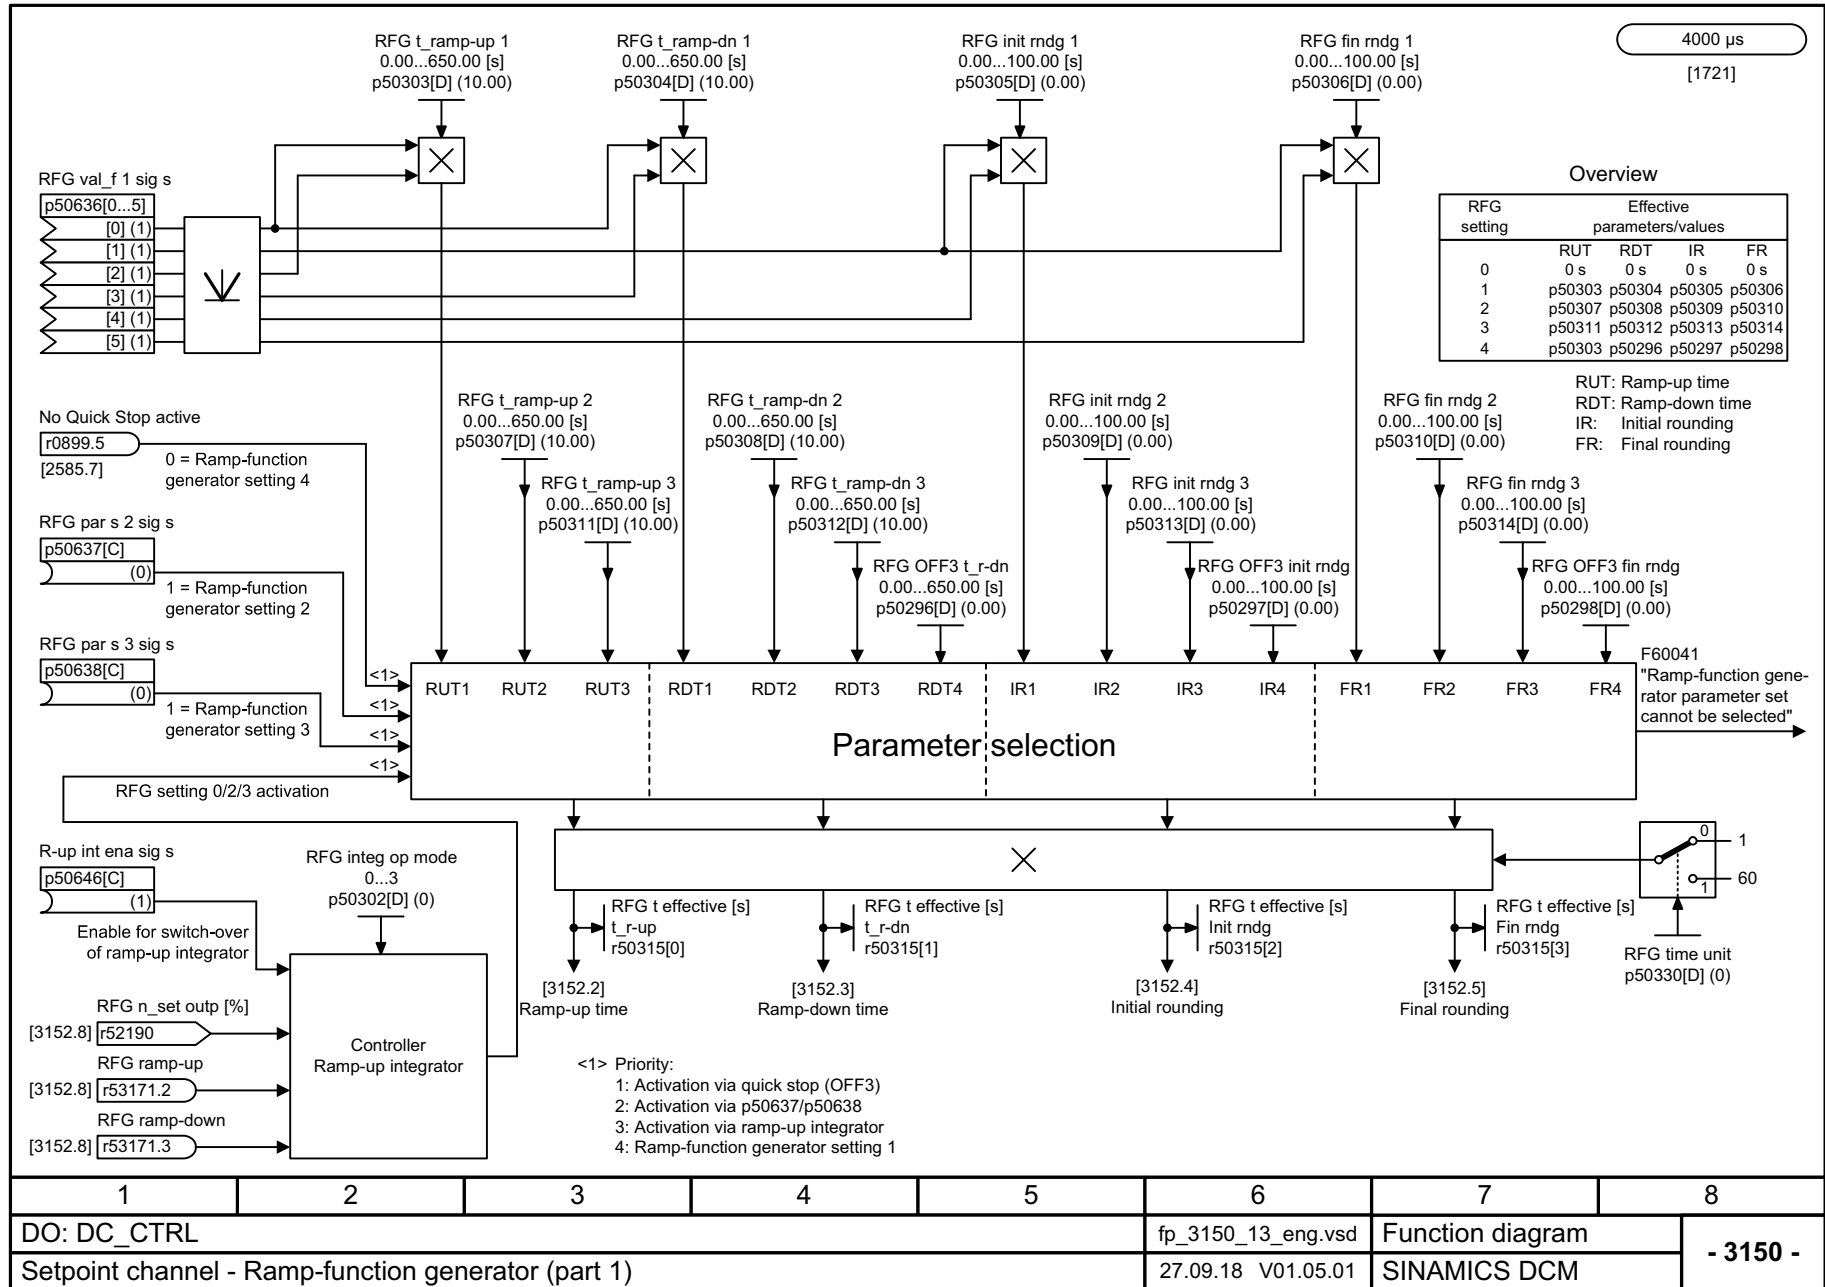 RFG t_ramp-up 1
0.00...650.00 [s]
p50303[D] (10.00)
RFG t_ramp-dn 1
0.00...650.00 [s]
p50304[D] (10.00)
RFG init rndg 1
0.00...100.00 [s]
p50305[D] (0.00)
RFG fin rndg 1
0.00...100.00 [s]
p50306[D] (0.00)
4000 µs
[1721]
RFG val_f 1 sig s
p50636[0...5]
[0] (1)
[1] (1)
[2] (1)
[3] (1)
[4] (1)
[5] (1)
Overview
RFG setting Effective parameters/values
RUT RDT IR FR
0 0 s 0 s 0 s 0 s
1 p50303 p50304 p50305 p50306
2 p50307 p50308 p50309 p50310
3 p50311 p50312 p50313 p50314
4 p50303 p50296 p50297 p50298
RUT: Ramp-up time
RDT: Ramp-down time
IR: Initial rounding
FR: Final rounding
No Quick Stop active
r0899.5
[2585.7]
0 = Ramp-function
generator setting 4
RFG par s 2 sig s
p50637[C]
(0)
1 = Ramp-function
generator setting 2
RFG par s 3 sig s
p50638[C]
(0)
1 = Ramp-function
generator setting 3
RFG t_ramp-up 2
0.00...650.00 [s]
p50307[D] (10.00)
RFG t_ramp-up 3
0.00...650.00 [s]
p50311[D] (10.00)
RFG t_ramp-dn 2
0.00...650.00 [s]
p50308[D] (10.00)
RFG t_ramp-dn 3
0.00...650.00 [s]
p50312[D] (10.00)
RFG OFF3 t_r-dn
0.00...650.00 [s]
p50296[D] (0.00)
RFG init rndg 2
0.00...100.00 [s]
p50309[D] (0.00)
RFG init rndg 3
0.00...100.00 [s]
p50313[D] (0.00)
RFG OFF3 init rndg
0.00...100.00 [s]
p50297[D] (0.00)
RFG fin rndg 2
0.00...100.00 [s]
p50310[D] (0.00)
RFG fin rndg 3
0.00...100.00 [s]
p50314[D] (0.00)
RFG OFF3 fin rndg
0.00...100.00 [s]
p50298[D] (0.00)
<1>
<1>
<1>
<1>
RUT1 RUT2 RUT3 RDT1 RDT2 RDT3 RDT4 IR1 IR2 IR3 IR4 FR1 FR2 FR3 FR4
Parameter selection
F60041
"Ramp-function gene-
rator parameter set
cannot be selected"
RFG setting 0/2/3 activation
R-up int ena sig s
p50646[C]
(1)
Enable for switch-over
of ramp-up integrator
RFG integ op mode
0...3
p50302[D] (0)
0
1
1
60
RFG time unit
p50330[D] (0)
RFG t effective [s]
t_r-up
r50315[0]
[3152.2]
Ramp-up time
RFG t effective [s]
t_r-dn
r50315[1]
[3152.3]
Ramp-down time
RFG t effective [s]
Init rndg
r50315[2]
[3152.4]
Initial rounding
RFG t effective [s]
Fin rndg
r50315[3]
[3152.5]
Final rounding
RFG n_set outp [%]
[3152.8] r52190
RFG ramp-up
[3152.8] r53171.2
RFG ramp-down
[3152.8] r53171.3
Controller
Ramp-up integrator
<1> Priority:
1: Activation via quick stop (OFF3)
2: Activation via p50637/p50638
3: Activation via ramp-up integrator
4: Ramp-function generator setting 1
1 2 3 4 5 6 7 8
DO: DC_CTRL
fp_3150_13_eng.vsd
Function diagram
- 3150 -
Setpoint channel - Ramp-function generator (part 1)
27.09.18 V01.05.01
SINAMICS DCM